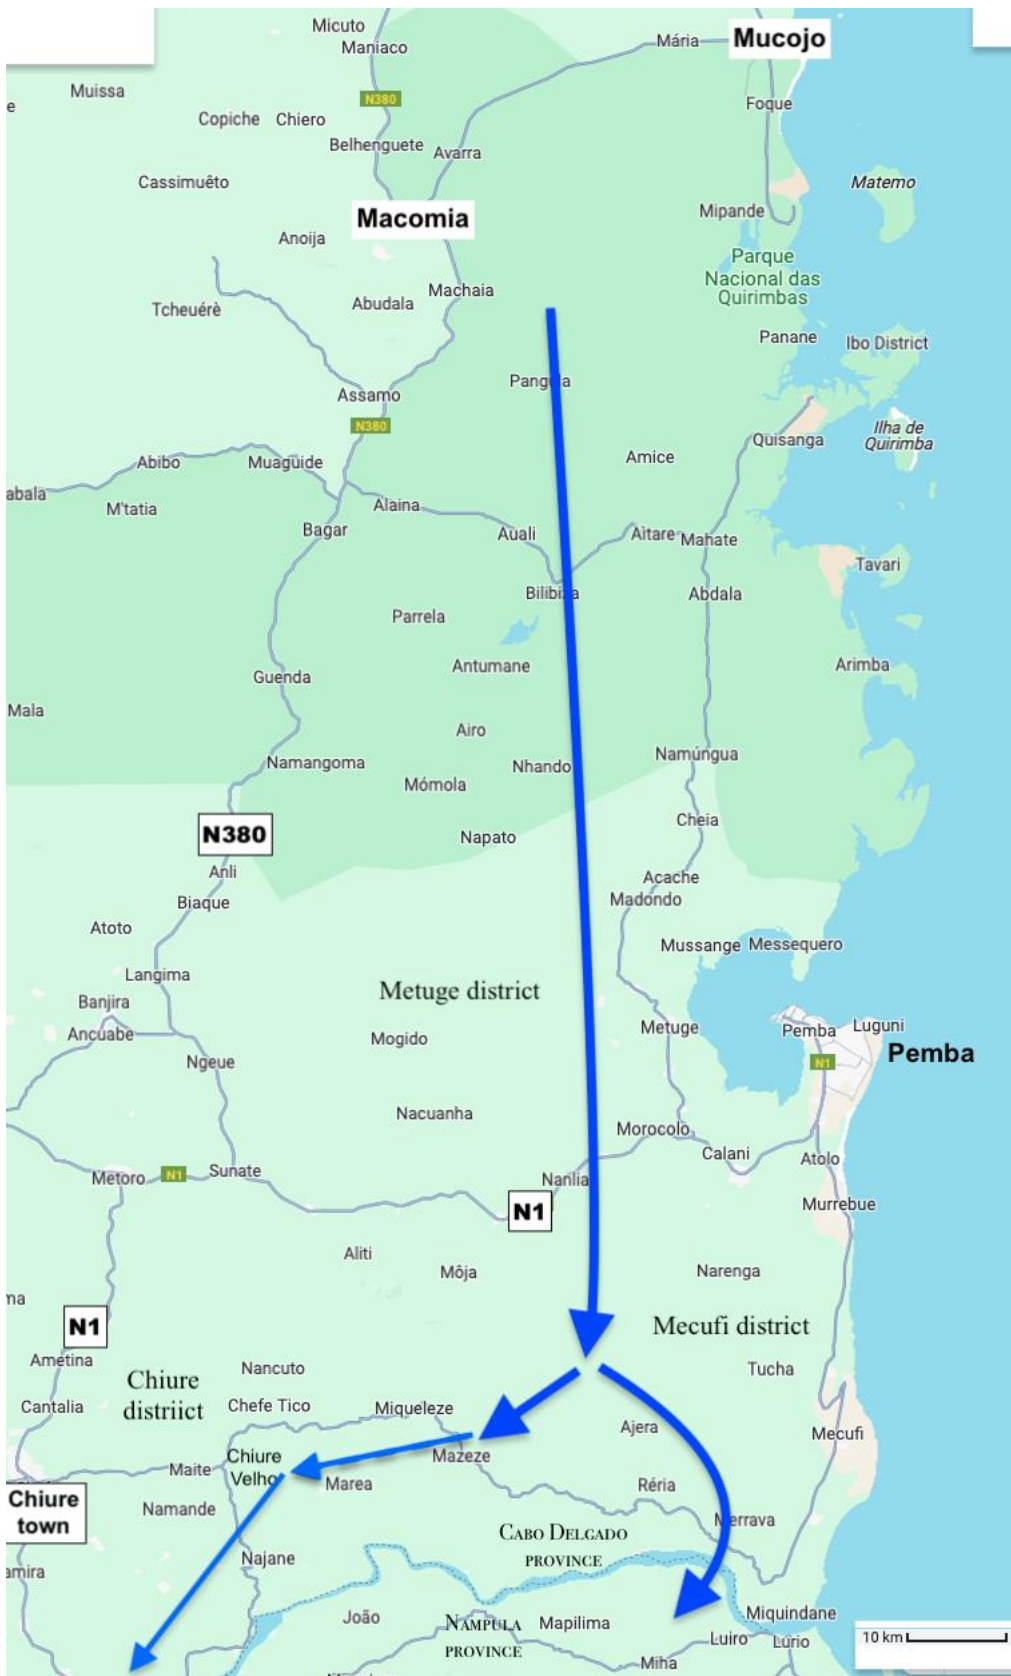 Micuto
Maniaco
Mária
Mucojo
Muissa
e
N380
Foque
Copiche
Chiero
Belhenguete
Avarra
Cassimuêto
Matemo
Macomia
Mipande
Anoija
Parque
Nacional das
Quirimbas
Machaia
Tcheuérè
Abudala
Panane
Ibo District
Pangula
Assamo
N380
Ilha de
Quirimba
Quisanga
Amice
Abibo
Muaguide
abala
M'tatia
Alaina
Bagar
Auali
Aitare
Mahate
Tavari
Bilibiza
Abdala
Parrela
Antumane
Arimba
Guenda
Mala
Airo
Namúngua
Namangoma
Nhando
Mómola
Cheia
N380
Napato
Anli
Acache
Madondo
Biaque
Atoto
Mussange
Messequero
Langima
Metuge district
Banjira
Ancuabe
Mogido
Metuge
Pemba
Luguni
Pemba
N1
Ngeue
Nacuanha
Morocolo
Calani
Atolo
Metoro
N1
Sunate
Nanlia
N1
Murrebue
Aliti
Môja
Narenga
ma
N1
Mecufi district
Ametina
Nancuto
Tucha
Chiure
distriict
Cantalia
Chefe Tico
Miqueleze
Ajera
Mecufi
Chiure
Velho
Mazeze
Maite
Marea
Réria
Chiure
town
Namande
Merrava
Cabo Delgado
province
Najane
amira
João
Nampula
province
Mapilima
Miquindane
Luiro
Lúrio
10 km
Miha